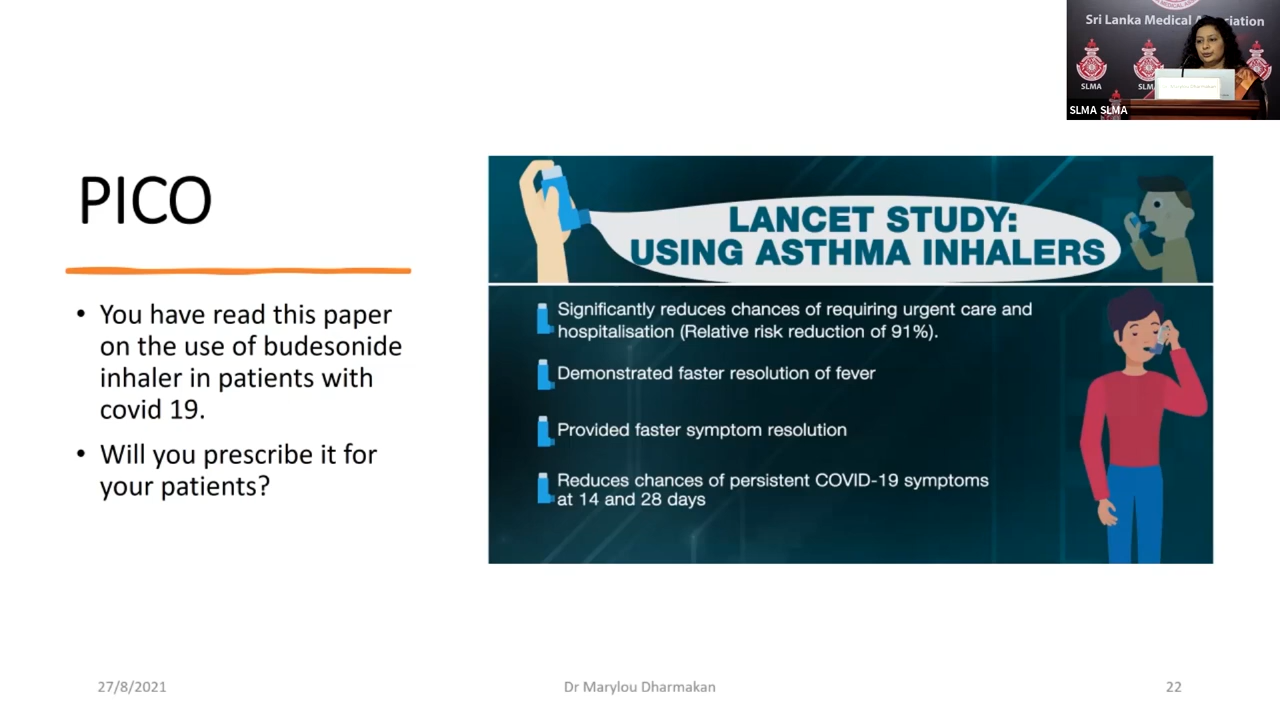 Sri Lanka Medical Association
SLMA
SLMA SLMA
PICO
• You have read this paper
on the use of budesonide
inhaler in patients with
covid 19.
• Will you prescribe it for
your patients?
LANCET STUDY:
USING ASTHMA INHALERS
Significantly reduces chances of requiring urgent care and
hospitalisation (Relative risk reduction of 91%).
Demonstrated faster resolution of fever
Provided faster symptom resolution
Reduces chances of persistent COVID-19 symptoms
at 14 and 28 days
27/8/2021
Dr Marylou Dharmakan
22